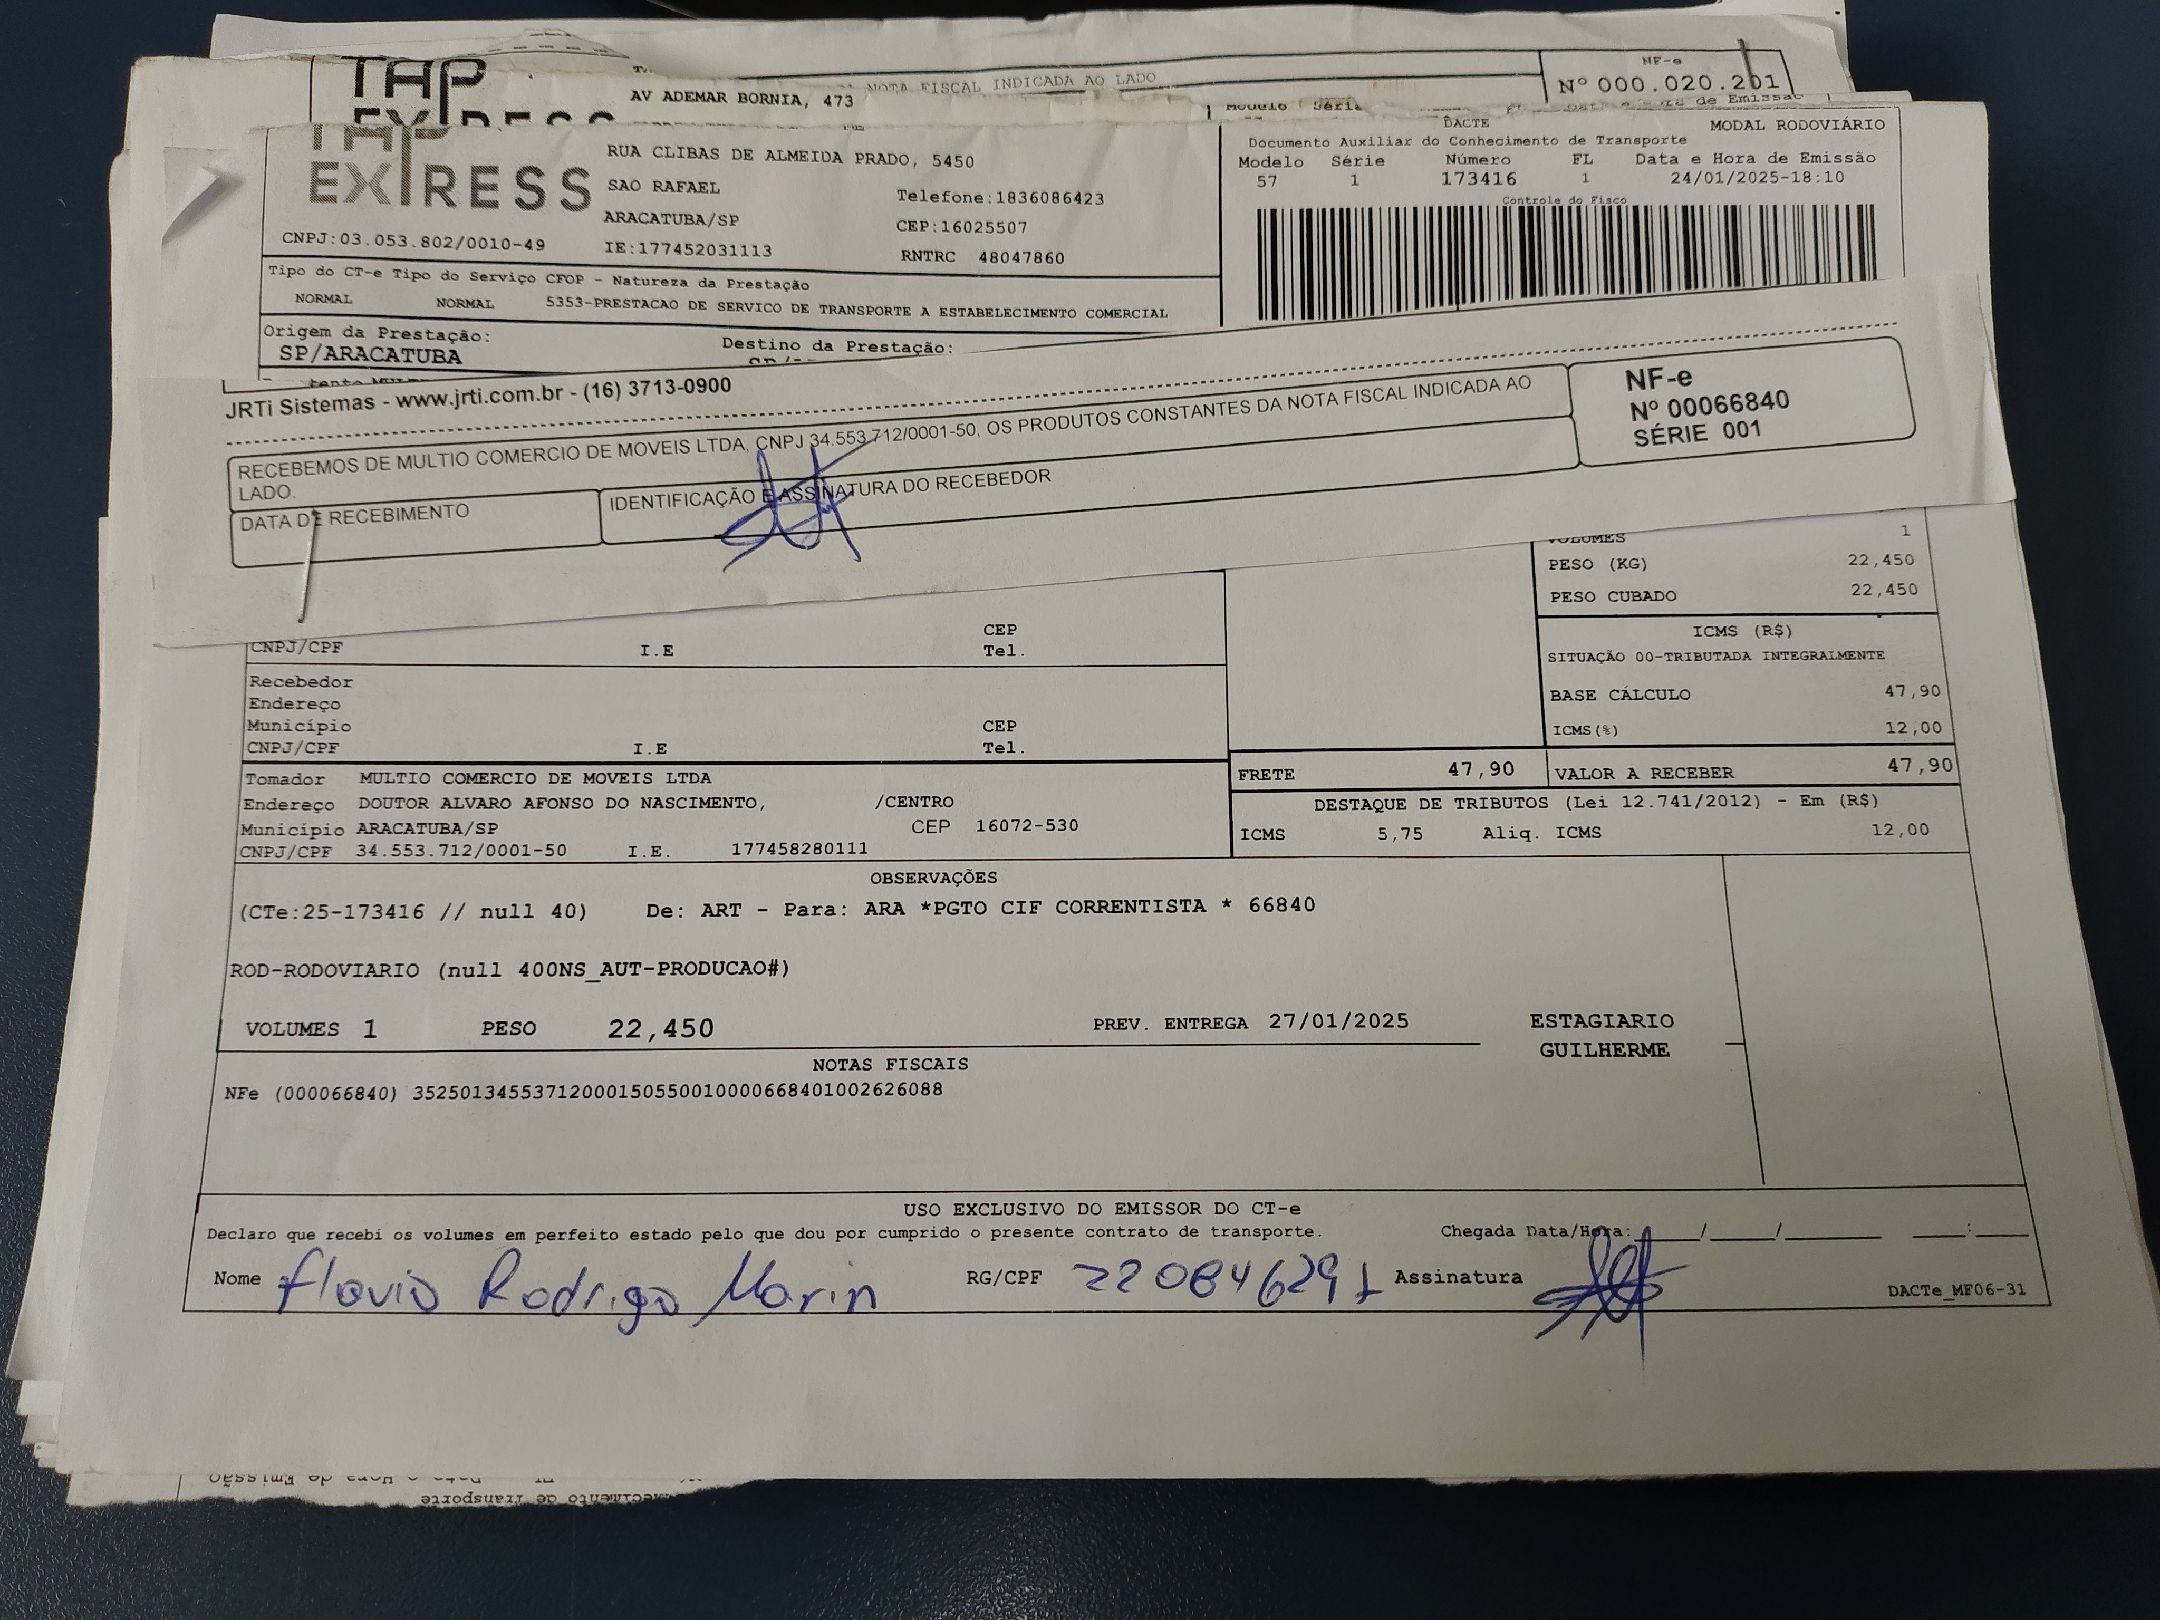 TAP
EXPRESS
AV ADEMAR BORNIA, 473
NOTA FISCAL INDICADA AO LADO
NF-e
Nº 000.020.201
TAP
EXPRESS
CNPJ:03.053.802/0010-49
RUA CLIBAS DE ALMEIDA PRADO, 5450
SAO RAFAEL
ARACATUBA/SP
IE:177452031113
Telefone:1836086423
CEP:16025507
RNTRC 48047860
DACTE
MODAL RODOVIÁRIO
Documento Auxiliar do Conhecimento de Transporte
Modelo Série Número FL Data e Hora de Emissão
57 1 173416 1 24/01/2025-18:10
Controle do Fisco
Tipo do CT-e Tipo do Serviço CFOP - Natureza da Prestação
NORMAL NORMAL 5353-PRESTACAO DE SERVICO DE TRANSPORTE A ESTABELECIMENTO COMERCIAL
Origem da Prestação:
SP/ARACATUBA
Destino da Prestação:
JRTi Sistemas - www.jrti.com.br - (16) 3713-0900
RECEBEMOS DE MULTIO COMERCIO DE MOVEIS LTDA, CNPJ 34.553.712/0001-50, OS PRODUTOS CONSTANTES DA NOTA FISCAL INDICADA AO
LADO.
DATA DE RECEBIMENTO
IDENTIFICAÇÃO E ASSINATURA DO RECEBEDOR
NF-e
Nº 00066840
SÉRIE 001
VOLUMES 1
PESO (KG) 22,450
PESO CUBADO 22,450
ICMS (R$)
SITUAÇÃO 00-TRIBUTADA INTEGRALMENTE
BASE CÁLCULO 47,90
ICMS(%) 12,00
CEP
CNPJ/CPF I.E Tel.
Recebedor
Endereço
Município CEP
CNPJ/CPF I.E Tel.
FRETE 47,90 VALOR A RECEBER 47,90
Tomador MULTIO COMERCIO DE MOVEIS LTDA
Endereço DOUTOR ALVARO AFONSO DO NASCIMENTO, /CENTRO
Município ARACATUBA/SP CEP 16072-530
CNPJ/CPF 34.553.712/0001-50 I.E. 177458280111
DESTAQUE DE TRIBUTOS (Lei 12.741/2012) - Em (R$)
ICMS 5,75 Aliq. ICMS 12,00
OBSERVAÇÕES
(CTe:25-173416 // null 40) De: ART - Para: ARA *PGTO CIF CORRENTISTA * 66840
ROD-RODOVIARIO (null 400NS_AUT-PRODUCAO#)
VOLUMES 1 PESO 22,450 PREV. ENTREGA 27/01/2025
ESTAGIARIO
GUILHERME
NOTAS FISCAIS
NFe (000066840) 35250134553712000150550010000668401002626088
USO EXCLUSIVO DO EMISSOR DO CT-e
Declaro que recebi os volumes em perfeito estado pelo que dou por cumprido o presente contrato de transporte.
Chegada Data/Hora: ____/____/____ ____:____
Nome Flavio Rodrigo Marin RG/CPF 220846291 Assinatura
DACTe_MF06-31